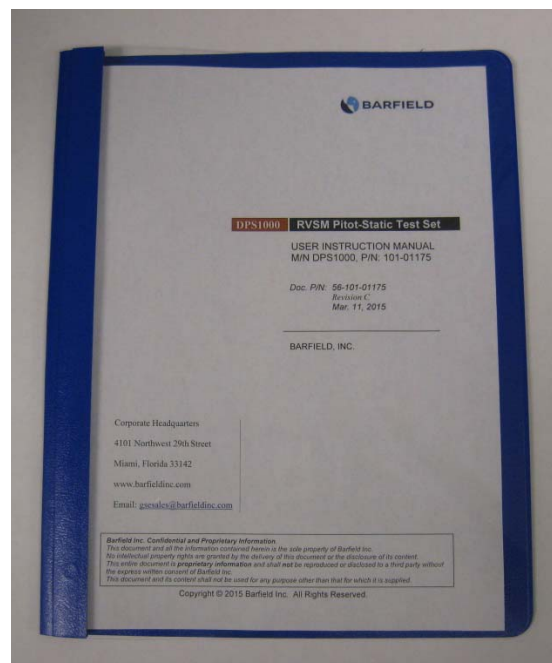 BARFIELD
DPS1000 RVSM Pitot-Static Test Set
USER INSTRUCTION MANUAL
M/N DPS1000, P/N: 101-01175
Doc. P/N: 56-101-01175
Revision C
Mar. 11, 2015
BARFIELD, INC.
Corporate Headquarters
4101 Northwest 29th Street
Miami, Florida 33142
www.barfieldinc.com
Email: gsesales@barfieldinc.com
Barfield Inc. Confidential and Proprietary Information.
This document and all the information contained herein is the sole property of Barfield Inc.
No intellectual property rights are granted by the delivery of this document or the disclosure of its content.
This entire document is proprietary information and shall not be reproduced or disclosed to a third party without
the express written consent of Barfield Inc.
This document and its content shall not be used for any purpose other than that for which it is supplied.
Copyright © 2015 Barfield Inc. All Rights Reserved.